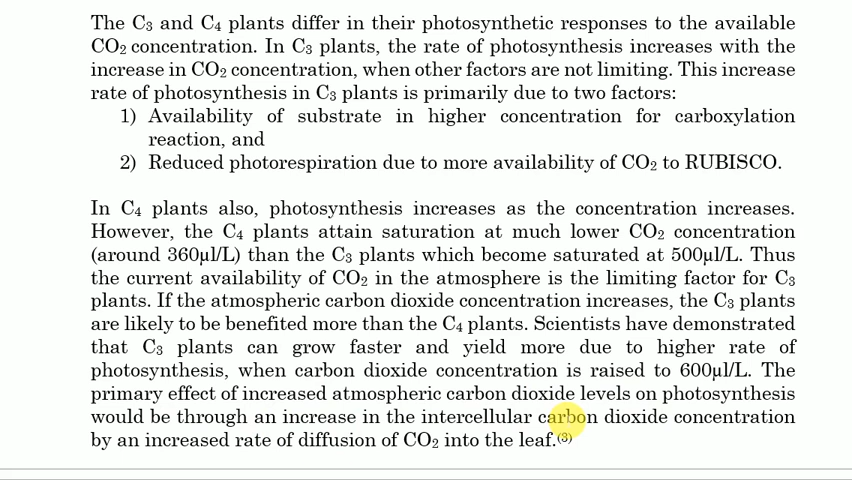 The C₃ and C₄ plants differ in their photosynthetic responses to the available
CO₂ concentration. In C₃ plants, the rate of photosynthesis increases with the
increase in CO₂ concentration, when other factors are not limiting. This increase
rate of photosynthesis in C₃ plants is primarily due to two factors:
1) Availability of substrate in higher concentration for carboxylation
reaction, and
2) Reduced photorespiration due to more availability of CO₂ to RUBISCO.
In C₄ plants also, photosynthesis increases as the concentration increases.
However, the C₄ plants attain saturation at much lower CO₂ concentration
(around 360µl/L) than the C₃ plants which become saturated at 500µl/L. Thus
the current availability of CO₂ in the atmosphere is the limiting factor for C₃
plants. If the atmospheric carbon dioxide concentration increases, the C₃ plants
are likely to be benefited more than the C₄ plants. Scientists have demonstrated
that C₃ plants can grow faster and yield more due to higher rate of
photosynthesis, when carbon dioxide concentration is raised to 600µl/L. The
primary effect of increased atmospheric carbon dioxide levels on photosynthesis
would be through an increase in the intercellular carbon dioxide concentration
by an increased rate of diffusion of CO₂ into the leaf.⁽³⁾